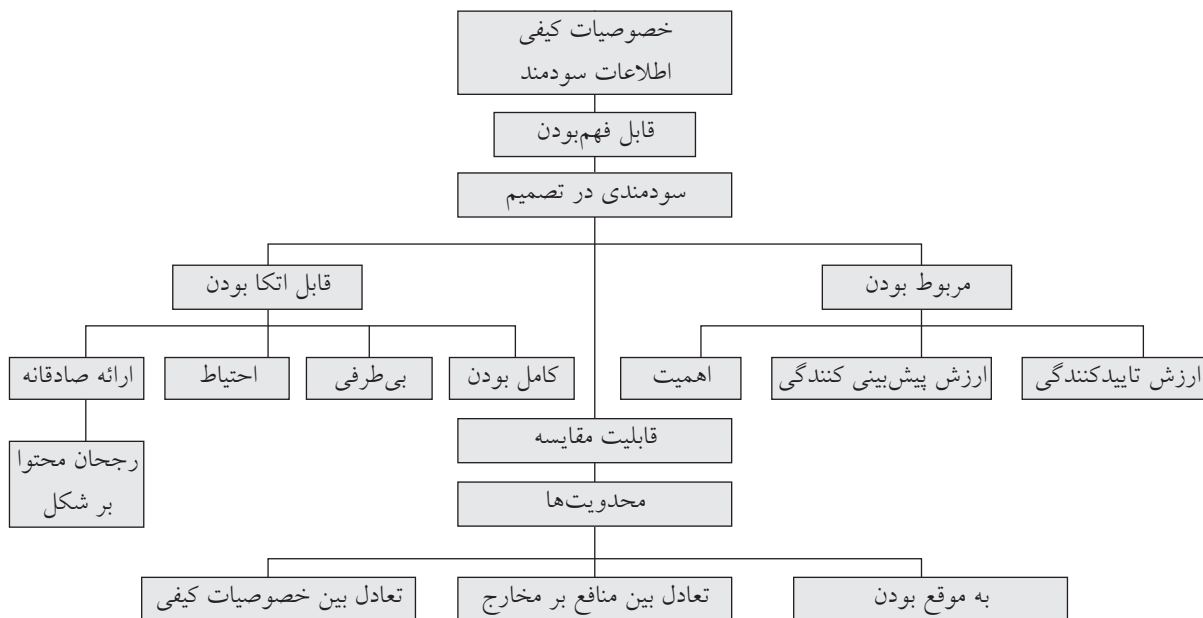 خصوصیات کیفی
اطلاعات سودمند
قابل فهم‌بودن
سودمندی در تصمیم
مربوط بودن
قابل اتکا بودن
ارزش تاییدکنندگی
ارزش پیش‌بینی کنندگی
اهمیت
کامل بودن
بی‌طرفی
احتیاط
ارائه صادقانه
قابلیت مقایسه
رجحان محتوا
بر شکل
محدویت‌ها
به موقع بودن
تعادل بین منافع بر مخارج
تعادل بین خصوصیات کیفی